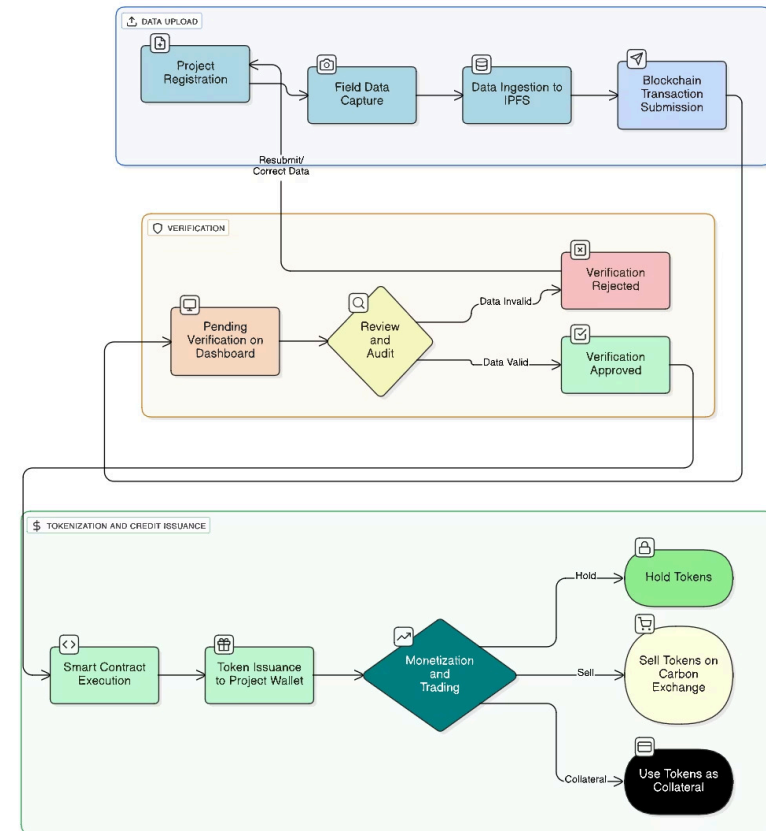 DATA UPLOAD
Project
Registration
Field Data
Capture
Data Ingestion to
IPFS
Blockchain
Transaction
Submission
Resubmit/
Correct Data
VERIFICATION
Verification
Rejected
Data Invalid
Pending
Verification on
Dashboard
Review
and
Audit
Data Valid
Verification
Approved
$ TOKENIZATION AND CREDIT ISSUANCE
Hold
Hold Tokens
Smart Contract
Execution
Token Issuance
to Project Wallet
Monetization
and
Trading
Sell
Sell Tokens on
Carbon
Exchange
Collateral
Use Tokens as
Collateral